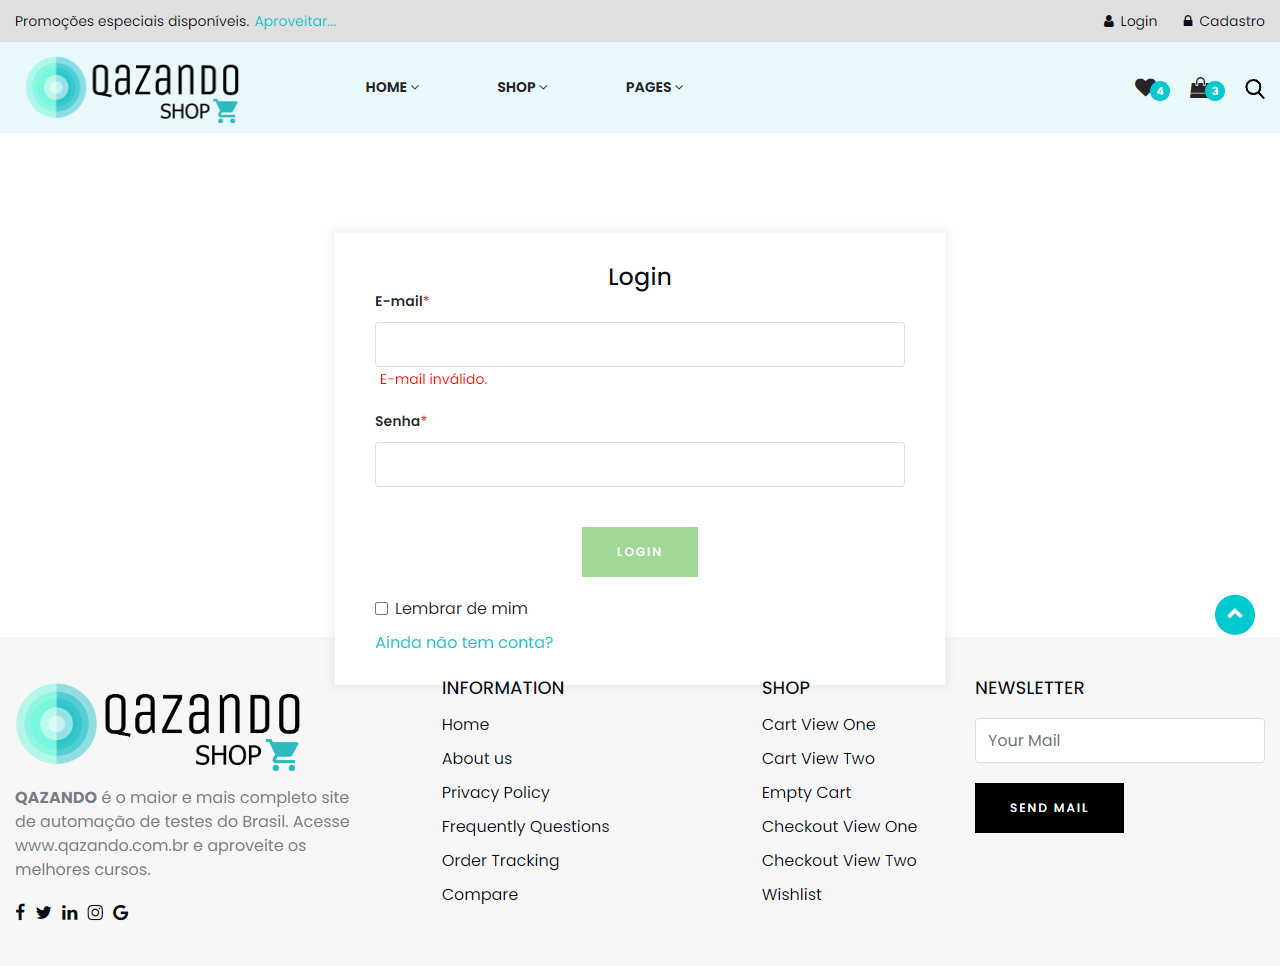 Promoções especiais disponíveis. Aproveitar...
Login
Cadastro
QAZANDO
SHOP
HOME
SHOP
PAGES
4
3
Login
E-mail*
E-mail inválido.
Senha*
LOGIN
Lembrar de mim
Ainda não tem conta?
QAZANDO
SHOP
QAZANDO é o maior e mais completo site
de automação de testes do Brasil. Acesse
www.qazando.com.br e aproveite os
melhores cursos.
INFORMATION
Home
About us
Privacy Policy
Frequently Questions
Order Tracking
Compare
SHOP
Cart View One
Cart View Two
Empty Cart
Checkout View One
Checkout View Two
Wishlist
NEWSLETTER
Your Mail
SEND MAIL